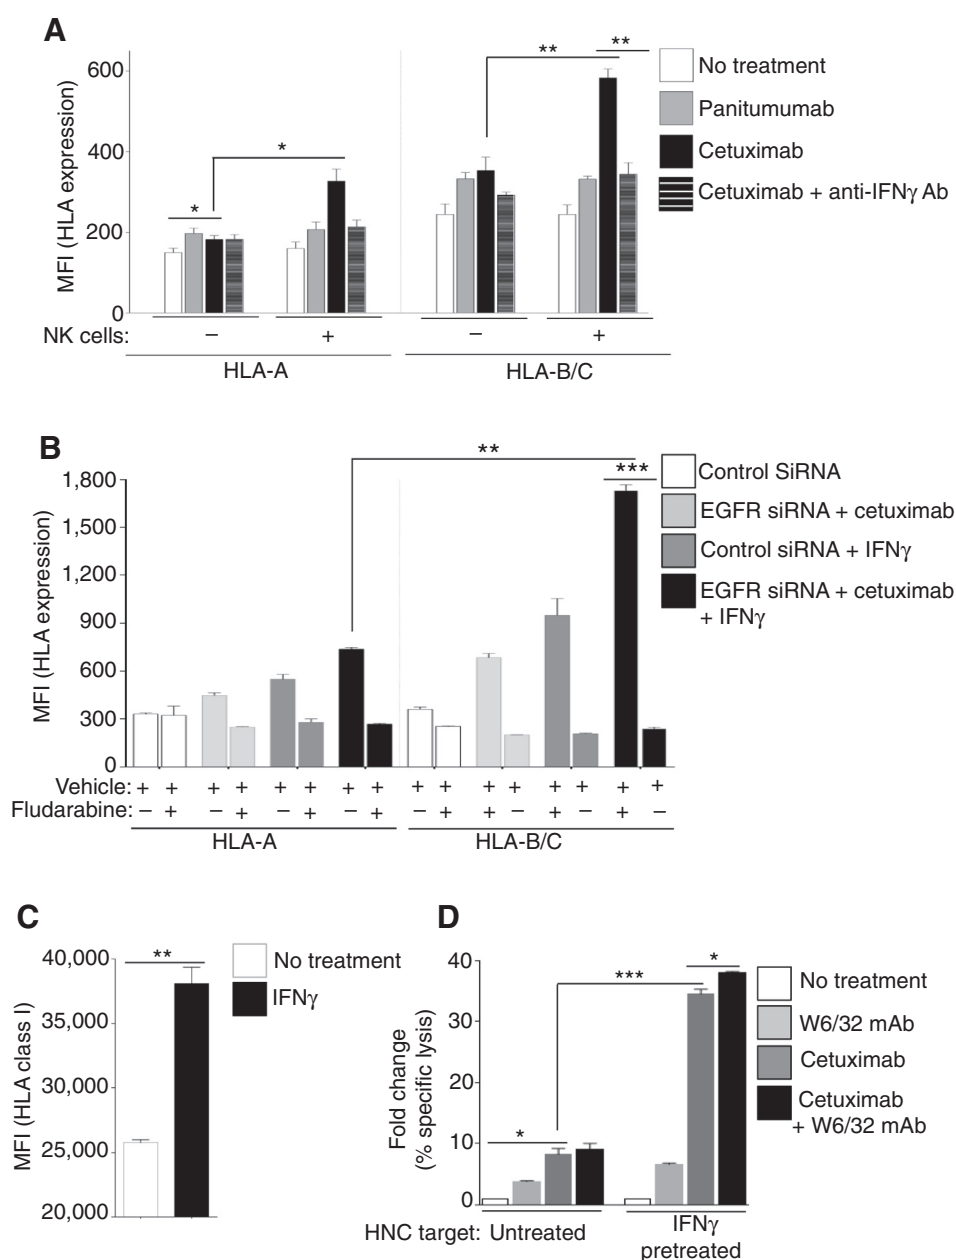 A
MFI (HLA expression)
600
400
200
0
*
*
**
**
No treatment
Panitumumab
Cetuximab
Cetuximab + anti-IFNγ Ab
NK cells: − + − +
HLA-A HLA-B/C
B
MFI (HLA expression)
1,800
1,500
1,200
900
600
300
0
**
***
Control SiRNA
EGFR siRNA + cetuximab
Control siRNA + IFNγ
EGFR siRNA + cetuximab
+ IFNγ
Vehicle: + + + + + + + + + + + + + + + +
Fludarabine: − + − + − + − + − + + − + − + −
HLA-A HLA-B/C
C
MFI (HLA class I)
40,000
35,000
30,000
25,000
20,000
**
No treatment
IFNγ
D
Fold change
(% specific lysis)
40
30
20
10
0
*
***
*
No treatment
W6/32 mAb
Cetuximab
Cetuximab
+ W6/32 mAb
HNC target: Untreated IFNγ
pretreated